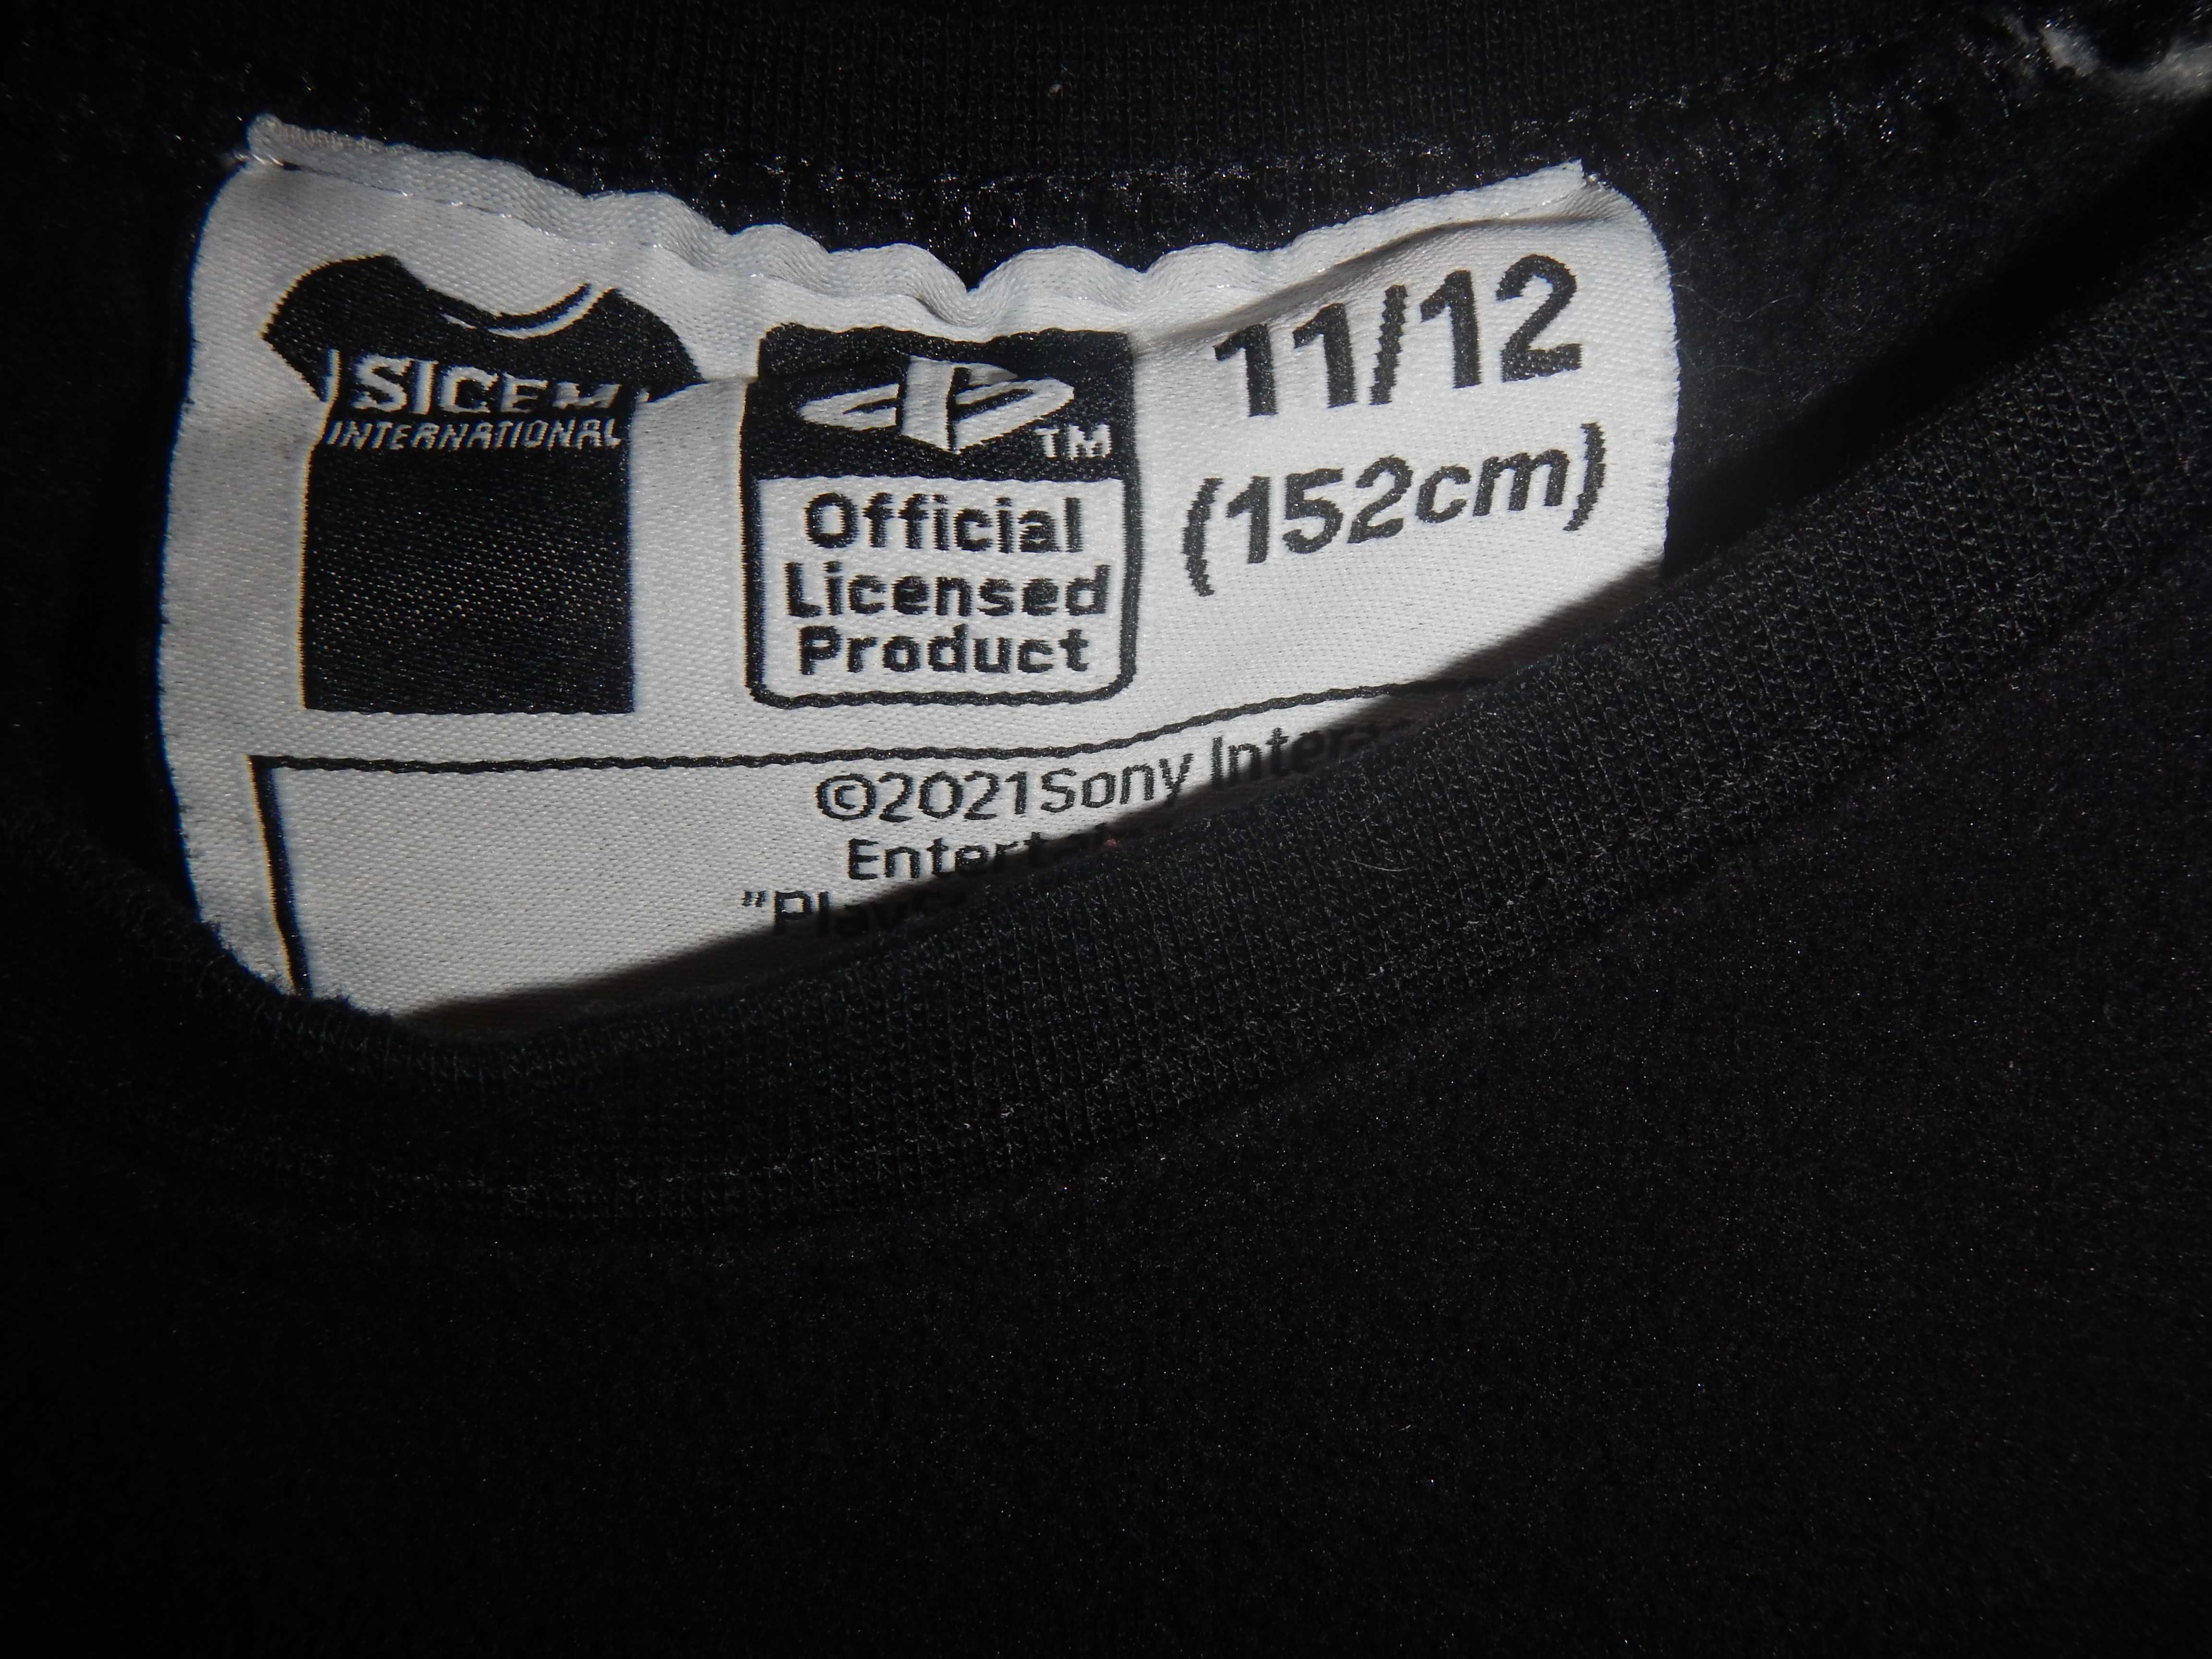 SICEM
INTERNATIONAL
TM
Official
Licensed
Product
11/12
(152cm)
©2021Sony